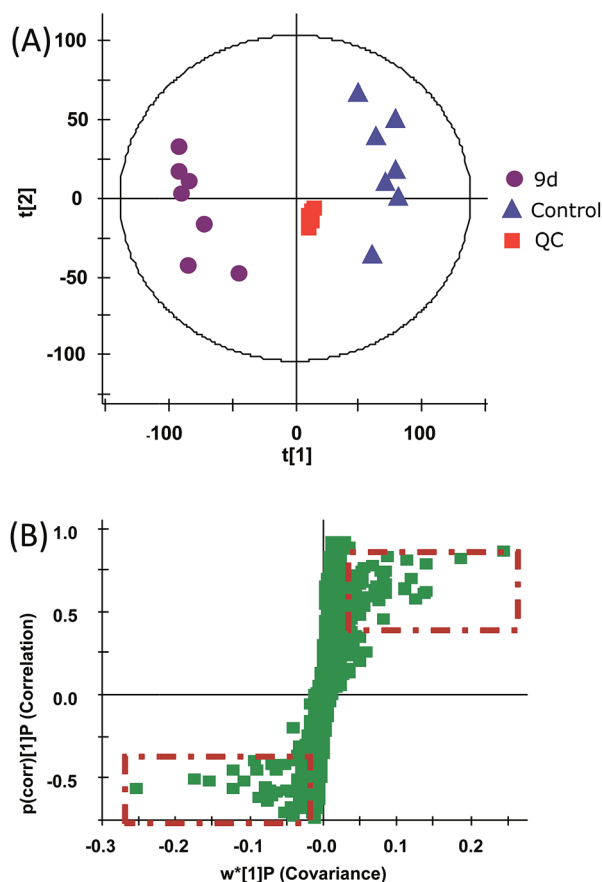 (A)
100
50
0
-50
-100
t[2]
-100
0
100
t[1]
9d
Control
QC
(B)
1.0
0.5
0.0
-0.5
p(corr)[1]P (Correlation)
-0.3
-0.2
-0.1
-0.0
0.1
0.2
w*[1]P (Covariance)